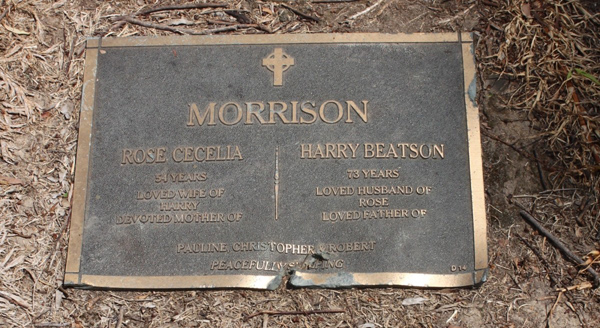 MORRISON
ROSE CECELIA
54 YEARS
LOVED WIFE OF
HARRY
DEVOTED MOTHER OF
HARRY BEATSON
73 YEARS
LOVED HUSBAND OF
ROSE
LOVED FATHER OF
PAULINE, CHRISTOPHER & ROBERT
PEACEFULLY SLEEPING
D.14